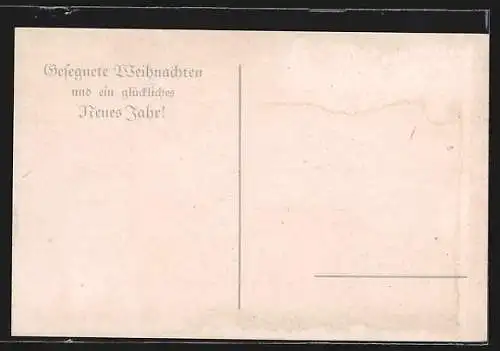 Gesegnete Weihnachten
und ein glückliches
Neues Jahr!